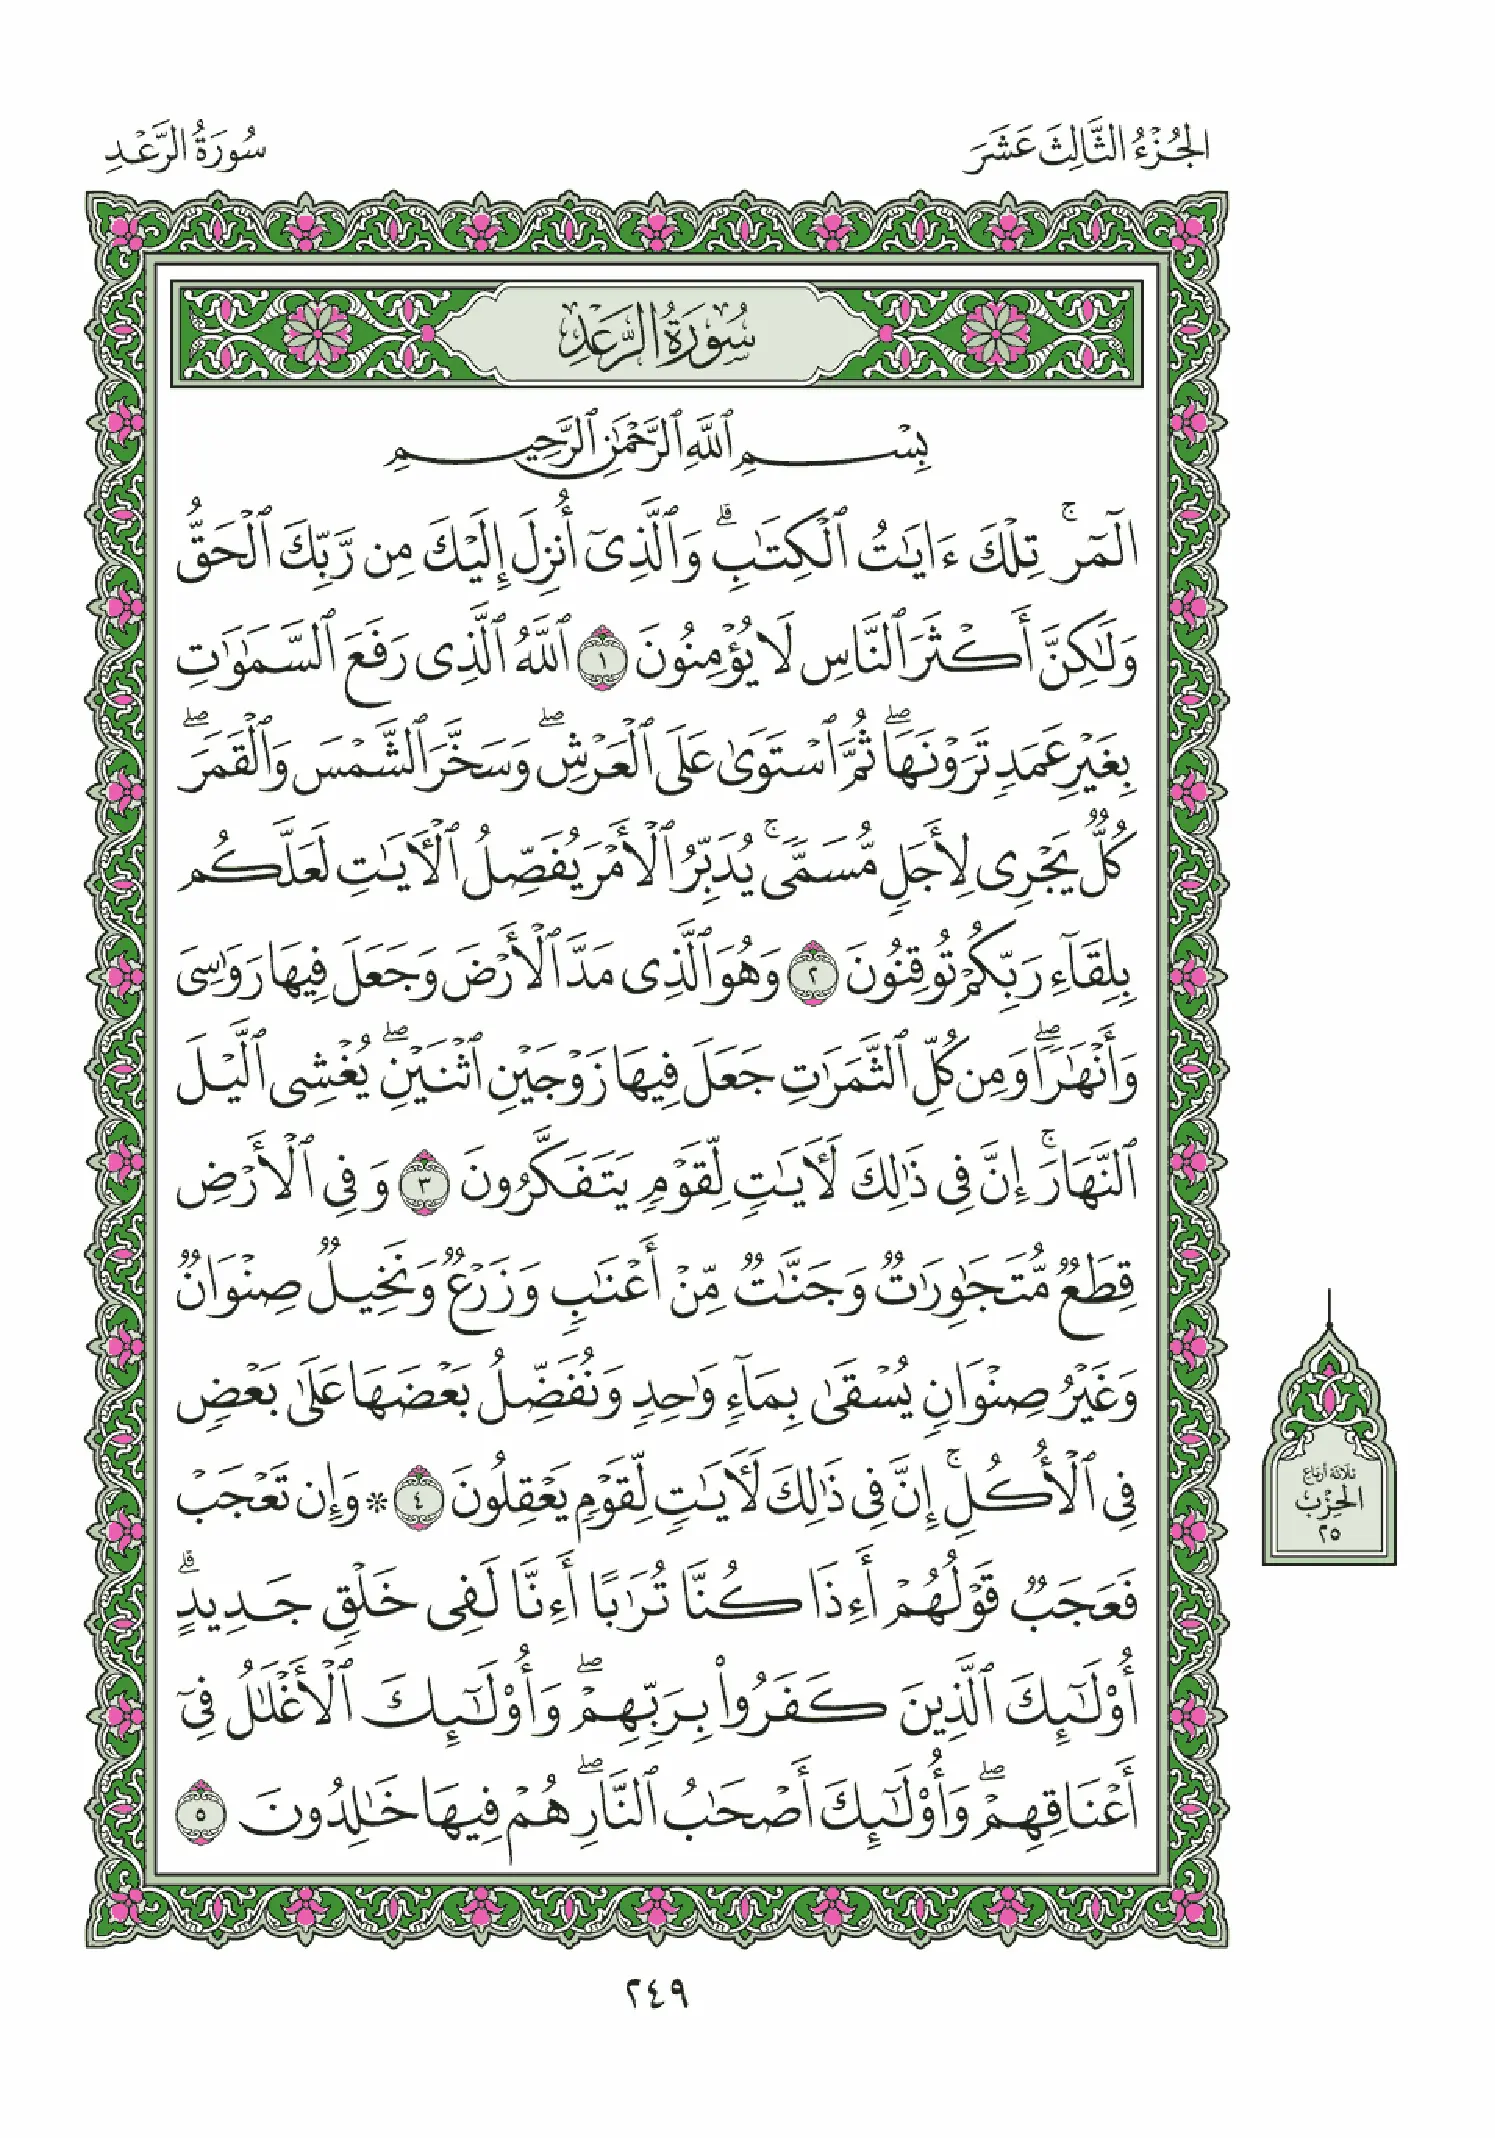 الجُزْءُ الثَّالِثَ عَشَرَ
سُورَةُ الرَّعْدِ
سُورَةُ الرَّعْدِ
بِسْمِ ٱللَّهِ ٱلرَّحْمَٰنِ ٱلرَّحِيمِ
الٓمٓرۚ تِلْكَ ءَايَٰتُ ٱلْكِتَٰبِۗ وَٱلَّذِىٓ أُنزِلَ إِلَيْكَ مِن رَّبِّكَ ٱلْحَقُّ
وَلَٰكِنَّ أَكْثَرَ ٱلنَّاسِ لَا يُؤْمِنُونَ ١ ٱللَّهُ ٱلَّذِى رَفَعَ ٱلسَّمَٰوَٰتِ
بِغَيْرِ عَمَدٍ تَرَوْنَهَاۖ ثُمَّ ٱسْتَوَىٰ عَلَى ٱلْعَرْشِۖ وَسَخَّرَ ٱلشَّمْسَ وَٱلْقَمَرَۖ
كُلٌّ يَجْرِى لِأَجَلٍ مُّسَمًّىۚ يُدَبِّرُ ٱلْأَمْرَ يُفَصِّلُ ٱلْءَايَٰتِ لَعَلَّكُم
بِلِقَآءِ رَبِّكُمْ تُوقِنُونَ ٢ وَهُوَ ٱلَّذِى مَدَّ ٱلْأَرْضَ وَجَعَلَ فِيهَا رَوَٰسِىَ
وَأَنْهَٰرًاۖ وَمِن كُلِّ ٱلثَّمَرَٰتِ جَعَلَ فِيهَا زَوْجَيْنِ ٱثْنَيْنِۖ يُغْشِى ٱلَّيْلَ
ٱلنَّهَارَۚ إِنَّ فِى ذَٰلِكَ لَءَايَٰتٍ لِّقَوْمٍ يَتَفَكَّرُونَ ٣ وَفِى ٱلْأَرْضِ
قِطَعٌ مُّتَجَٰوِرَٰتٌ وَجَنَّٰتٌ مِّنْ أَعْنَٰبٍ وَزَرْعٌ وَنَخِيلٌ صِنْوَانٌ
وَغَيْرُ صِنْوَانٍ يُسْقَىٰ بِمَآءٍ وَٰحِدٍ وَنُفَضِّلُ بَعْضَهَا عَلَىٰ بَعْضٍ
فِى ٱلْأُكُلِۚ إِنَّ فِى ذَٰلِكَ لَءَايَٰتٍ لِّقَوْمٍ يَعْقِلُونَ ٤ * وَإِن تَعْجَبْ
فَعَجَبٌ قَوْلُهُمْ أَءِذَا كُنَّا تُرَٰبًا أَءِنَّا لَفِى خَلْقٍ جَدِيدٍۗ
أُو۟لَٰٓئِكَ ٱلَّذِينَ كَفَرُوا۟ بِرَبِّهِمْۖ وَأُو۟لَٰٓئِكَ ٱلْأَغْلَٰلُ فِىٓ
أَعْنَاقِهِمْۖ وَأُو۟لَٰٓئِكَ أَصْحَٰبُ ٱلنَّارِۖ هُمْ فِيهَا خَٰلِدُونَ ٥
ثلاثة أرباع
الحِزْب
٢٥
٢٤٩